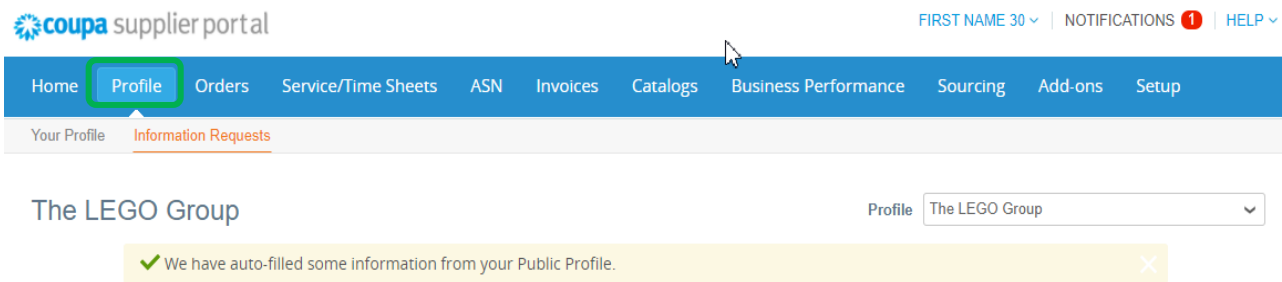 coupa supplier portal
FIRST NAME 30 NOTIFICATIONS 1 HELP
Home Profile Orders Service/Time Sheets ASN Invoices Catalogs Business Performance Sourcing Add-ons Setup
Your Profile Information Requests
The LEGO Group
Profile The LEGO Group
We have auto-filled some information from your Public Profile.